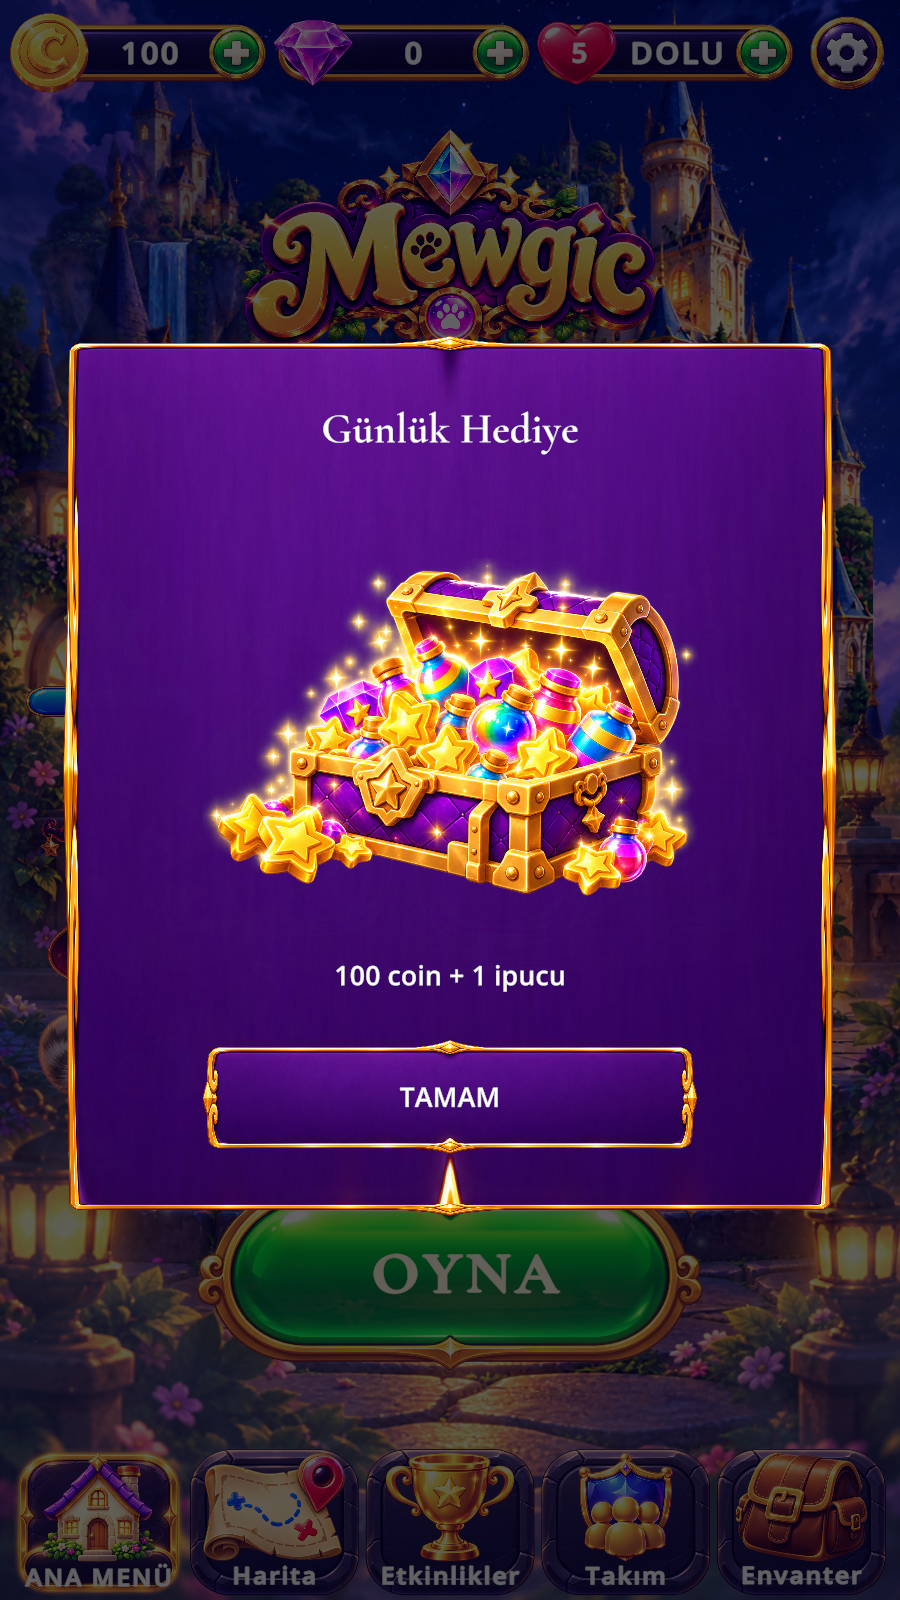 100
0
5
DOLU
Mewgic
Günlük Hediye
100 coin + 1 ipucu
TAMAM
OYNA
ANA MENÜ
Harita
Etkinlikler
Takım
Envanter